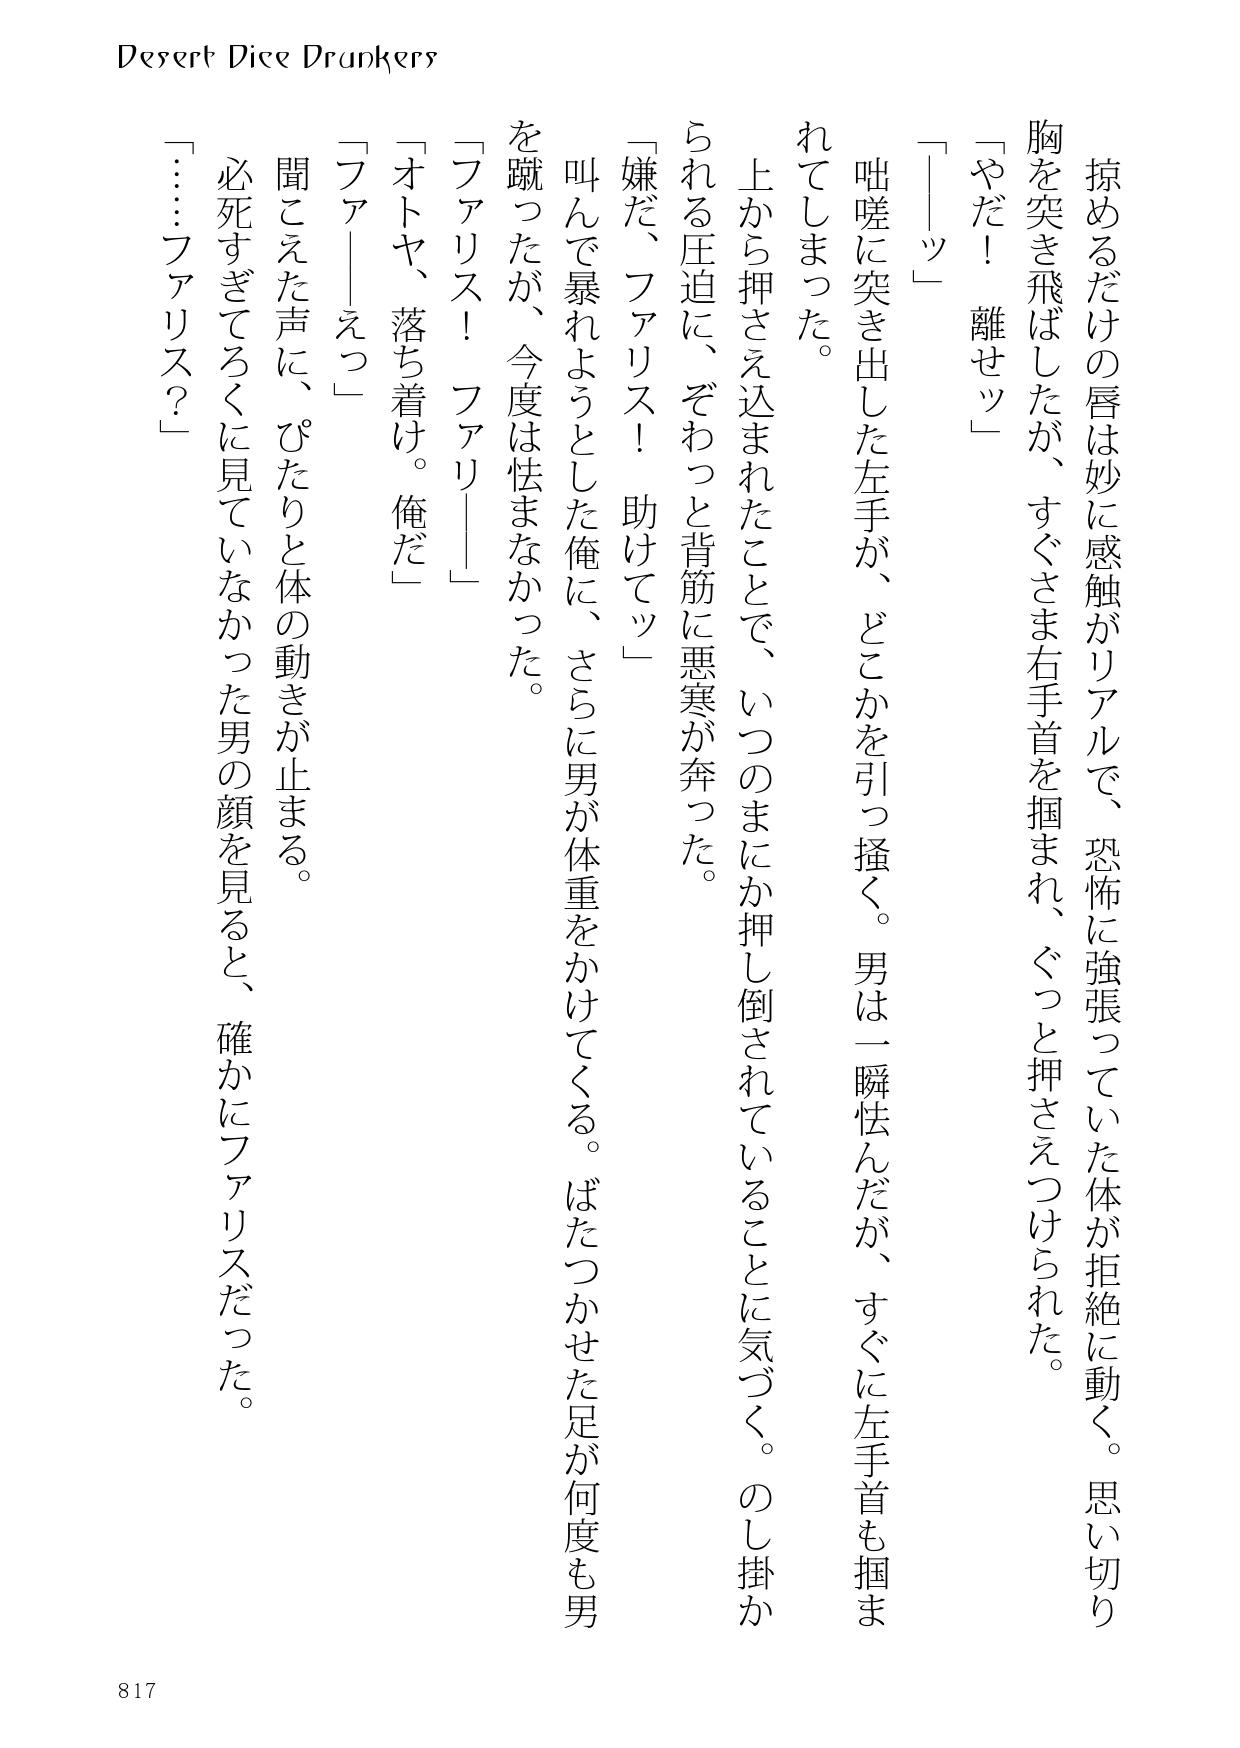 Desert Dice Drunkers
掠めるだけの唇は妙に感触がリアルで、恐怖に強張っていた体が拒絶に動く。思い切り
胸を突き飛ばしたが、すぐさま右手首を掴まれ、ぐっと押さえつけられた。
「やだ！　離せッ」
「――ッ」
咄嗟に突き出した左手が、どこかを引っ掻く。男は一瞬怯んだが、すぐに左手首も掴ま
れてしまった。
上から押さえ込まれたことで、いつのまにか押し倒されていることに気づく。のし掛か
られる圧迫に、ぞわっと背筋に悪寒が奔った。
「嫌だ、ファリス！　助けてッ」
叫んで暴れようとした俺に、さらに男が体重をかけてくる。ばたつかせた足が何度も男
を蹴ったが、今度は怯まなかった。
「ファリス！　ファリ――」
「オトヤ、落ち着け。俺だ」
「ファ――えっ」
聞こえた声に、ぴたりと体の動きが止まる。
必死すぎてろくに見ていなかった男の顔を見ると、確かにファリスだった。
「……ファリス？」
817